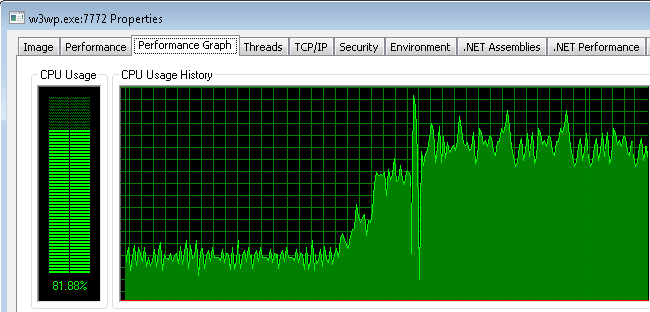 w3wp.exe:7772 Properties
Image Performance Performance Graph Threads TCP/IP Security Environment .NET Assemblies .NET Performance
CPU Usage CPU Usage History
81.88%